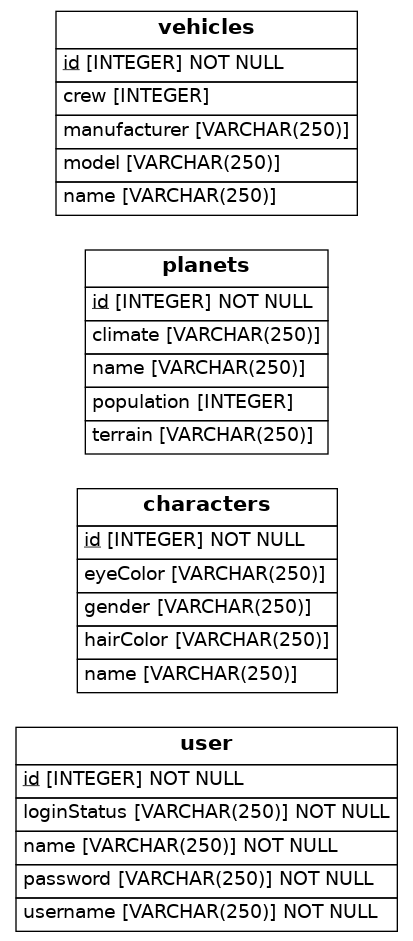 vehicles
id [INTEGER] NOT NULL
crew [INTEGER]
manufacturer [VARCHAR(250)]
model [VARCHAR(250)]
name [VARCHAR(250)]
planets
id [INTEGER] NOT NULL
climate [VARCHAR(250)]
name [VARCHAR(250)]
population [INTEGER]
terrain [VARCHAR(250)]
characters
id [INTEGER] NOT NULL
eyeColor [VARCHAR(250)]
gender [VARCHAR(250)]
hairColor [VARCHAR(250)]
name [VARCHAR(250)]
user
id [INTEGER] NOT NULL
loginStatus [VARCHAR(250)] NOT NULL
name [VARCHAR(250)] NOT NULL
password [VARCHAR(250)] NOT NULL
username [VARCHAR(250)] NOT NULL